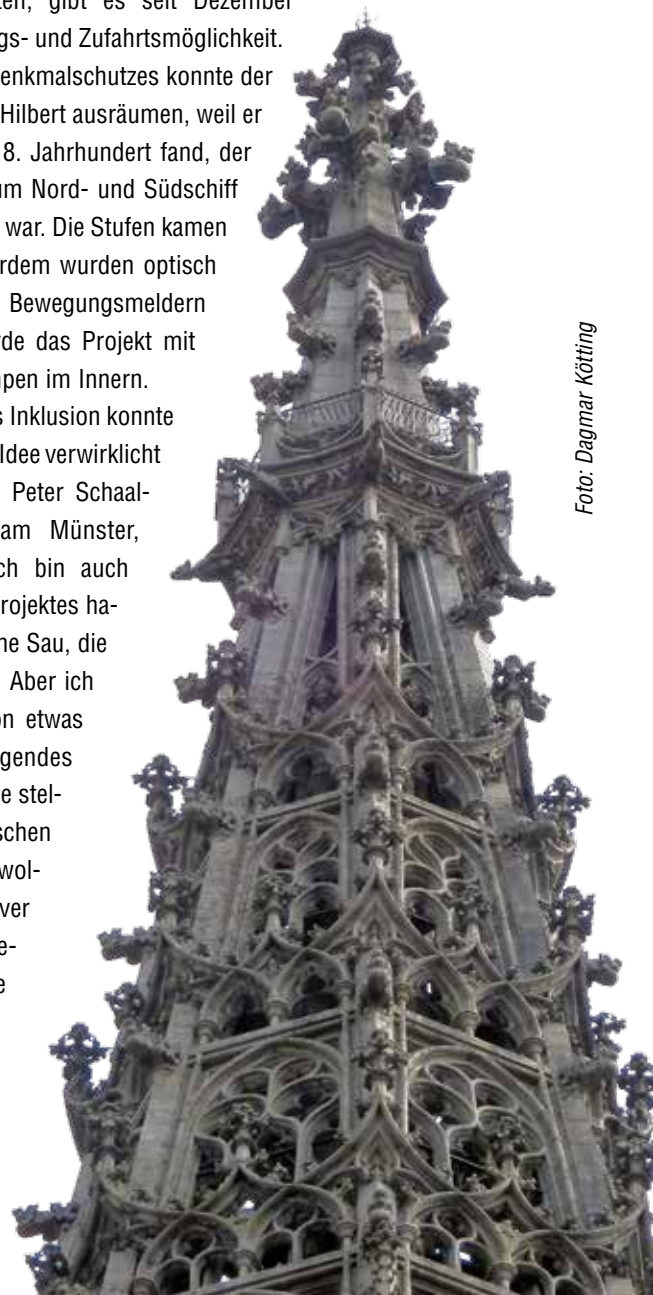 gibt es seit Dezember
gs- und Zufahrtsmöglichkeit.
enkmalschutzes konnte der
Hilbert ausräumen, weil er
8. Jahrhundert fand, der
um Nord- und Südschiff
war. Die Stufen kamen
rdem wurden optisch
Bewegungsmeldern
rde das Projekt mit
pen im Innern.
s Inklusion konnte
Idee verwirklicht
Peter Schaal-
am Münster,
ch bin auch
rojektes ha-
ne Sau, die
Aber ich
on etwas
gendes
e stel-
schen
wol-
ver
e-
e
Foto: Dagmar Kötting